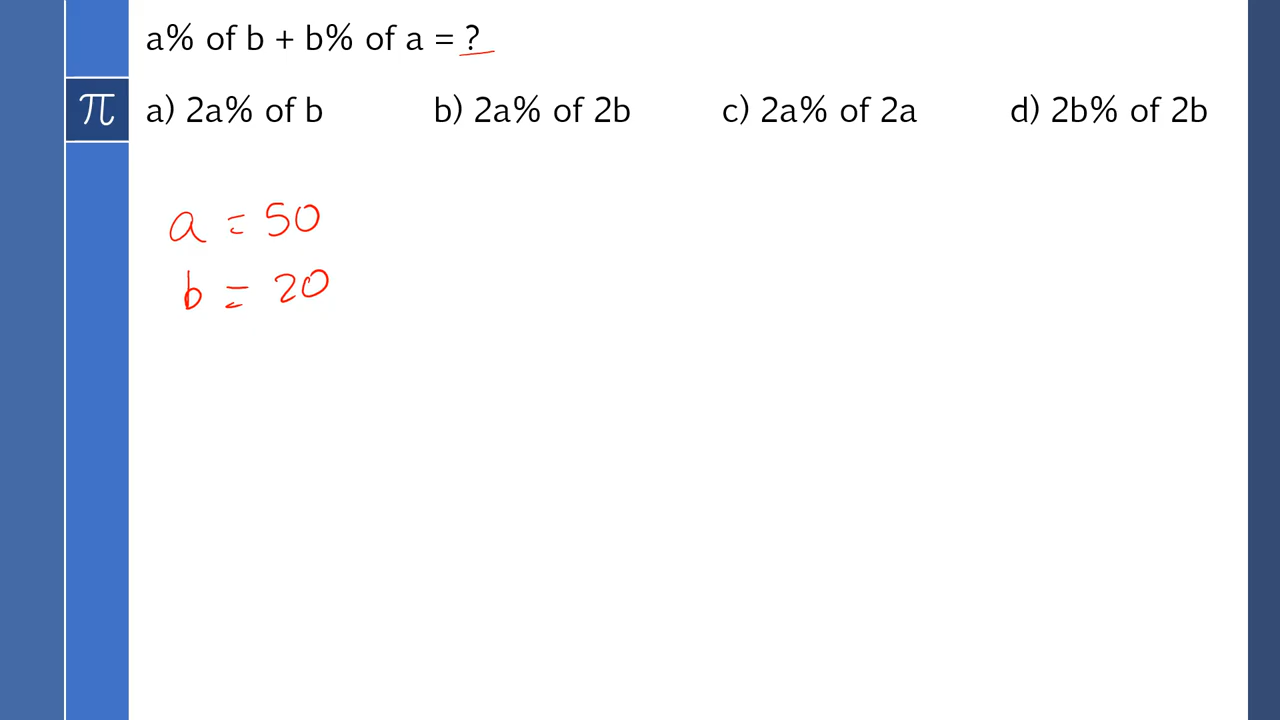 a% of b + b% of a = ?
π
a) 2a% of b b) 2a% of 2b c) 2a% of 2a d) 2b% of 2b
a = 50
b = 20